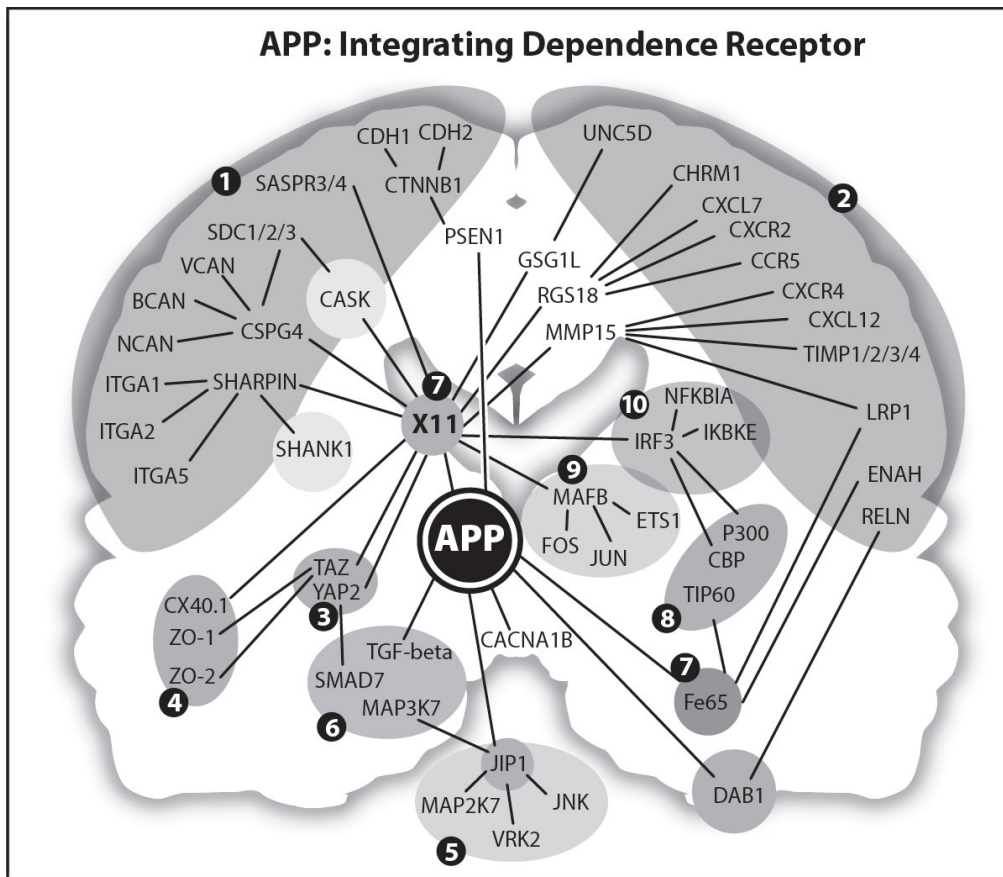 APP: Integrating Dependence Receptor
CDH1
CDH2
UNC5D
1
SASPR3/4
CTNNB1
CHRM1
2
CXCL7
SDC1/2/3
PSEN1
CXCR2
VCAN
GSG1L
CCR5
BCAN
CASK
RGS18
CXCR4
NCAN
CSPG4
MMP15
CXCL12
TIMP1/2/3/4
ITGA1
SHARPIN
7
10
NFKBIA
LRP1
ITGA2
X11
IRF3
IKBKE
SHANK1
ITGA5
9
ENAH
MAFB
ETS1
RELN
APP
FOS
JUN
P300
CBP
TAZ
YAP2
TIP60
CX40.1
3
8
ZO-1
TGF-beta
CACNA1B
ZO-2
SMAD7
7
4
MAP3K7
Fe65
6
JIP1
MAP2K7
JNK
DAB1
VRK2
5